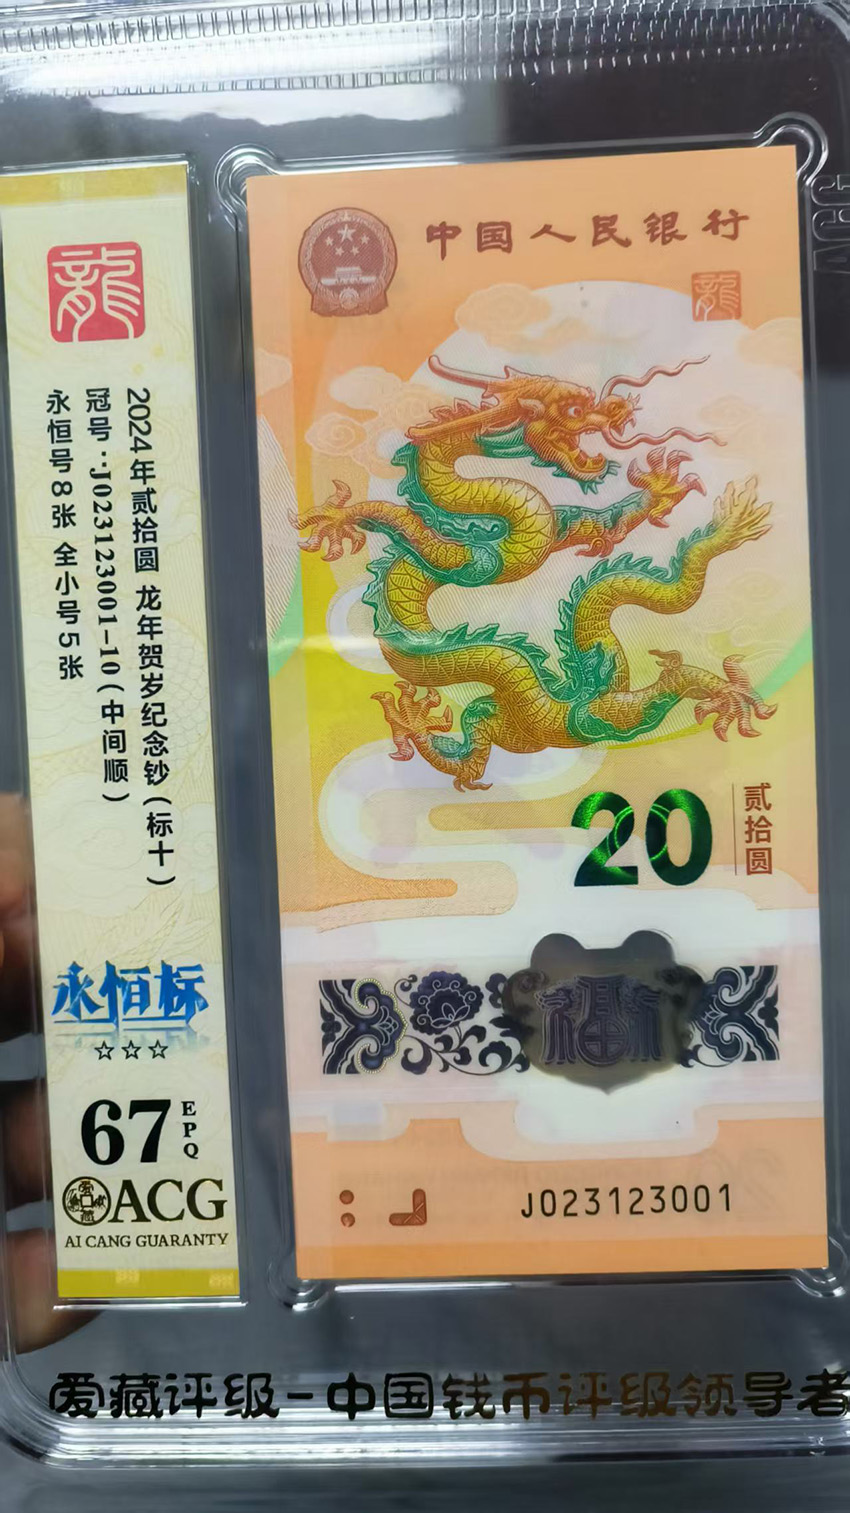 龍
2024年贰拾圆 龙年贺岁纪念钞(标十)
冠号:J023123001-10(中间顺)
永恒号8张 全小号5张
永恒标
☆☆☆
67
EPQ
ACG
AI CANG GUARANTY
中国人民银行
龍
20
贰拾圆
福
J023123001
爱藏评级-中国钱币评级领导者
ACG